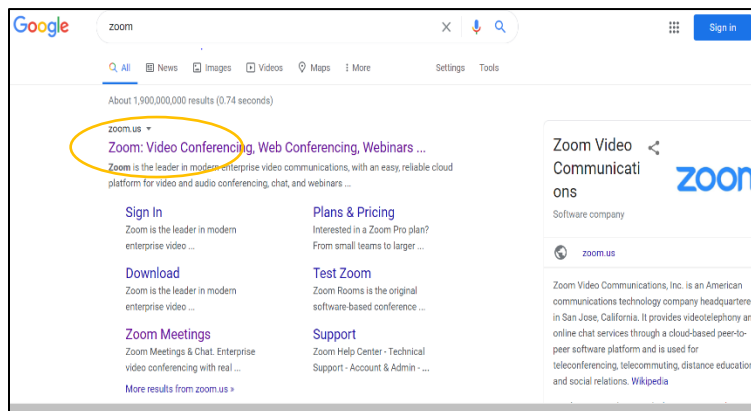 Google
zoom
Sign in
All News Images Videos Maps More Settings Tools
About 1,900,000,000 results (0.74 seconds)
zoom.us
Zoom: Video Conferencing, Web Conferencing, Webinars ...
Zoom is the leader in modern enterprise video communications, with an easy, reliable cloud
platform for video and audio conferencing, chat, and webinars ...
Sign In
Zoom is the leader in modern
enterprise video ...
Plans & Pricing
Interested in a Zoom Pro plan?
From small teams to larger ...
Download
Zoom is the leader in modern
enterprise video ...
Test Zoom
Zoom Rooms is the original
software-based conference ...
Zoom Meetings
Zoom Meetings & Chat. Enterprise
video conferencing with real ...
Support
Zoom Help Center - Technical
Support - Account & Admin - ...
More results from zoom.us »
Zoom Video
Communicati
ons
zoom
Software company
zoom.us
Zoom Video Communications, Inc. is an American
communications technology company headquartere
in San Jose, California. It provides videotelephony an
online chat services through a cloud-based peer-to-
peer software platform and is used for
teleconferencing, telecommuting, distance education
and social relations. Wikipedia